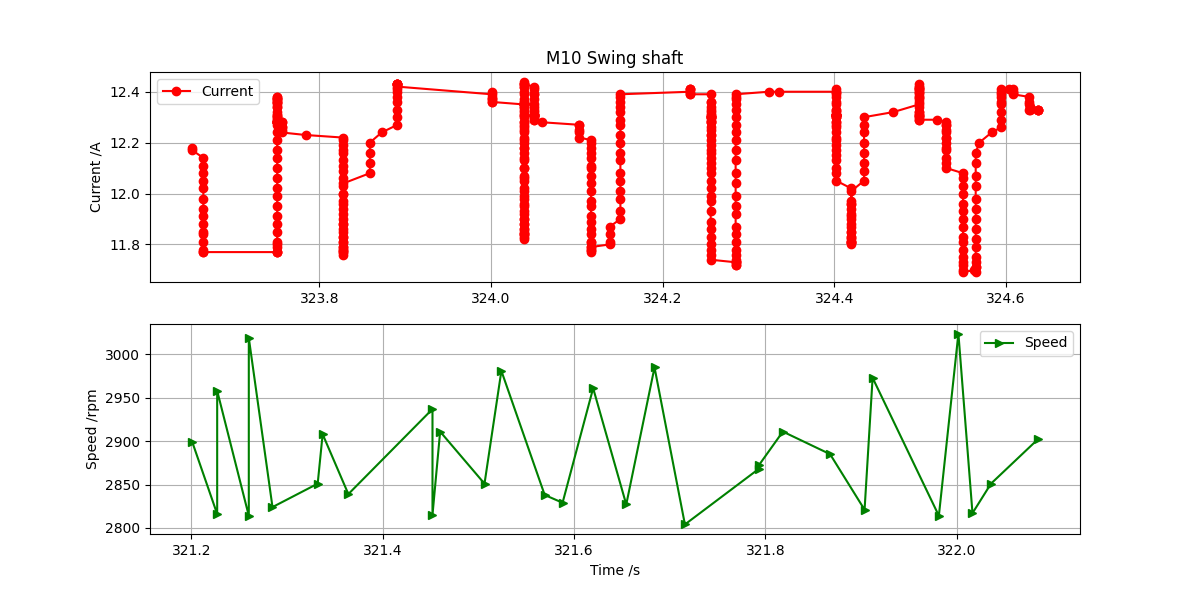 M10 Swing shaft
Current
Current /A
12.4
12.2
12.0
11.8
323.8 324.0 324.2 324.4 324.6
Speed
Speed /rpm
3000
2950
2900
2850
2800
321.2 321.4 321.6 321.8 322.0
Time /s